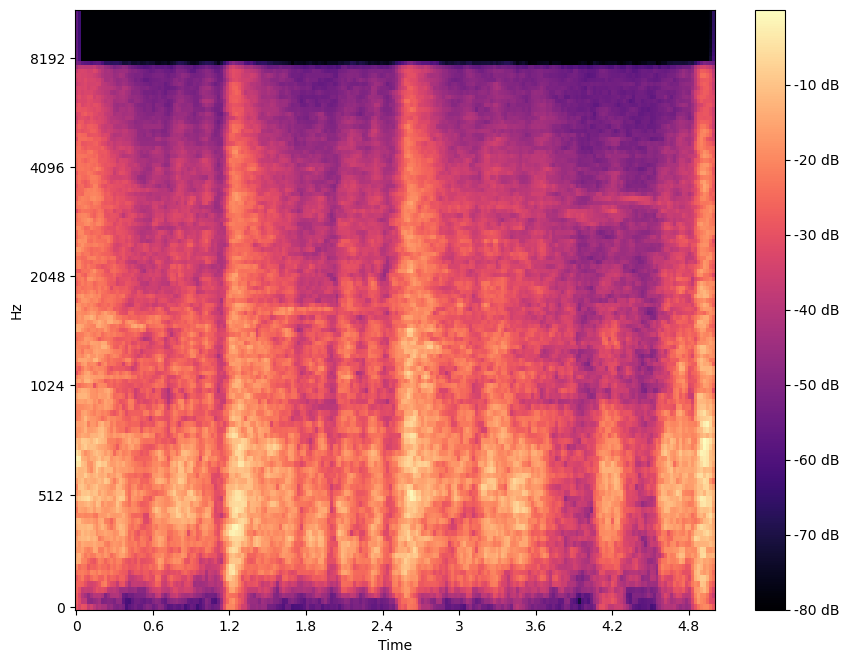 8192
4096
2048
1024
512
0
Hz
0 0.6 1.2 1.8 2.4 3 3.6 4.2 4.8
Time
-10 dB
-20 dB
-30 dB
-40 dB
-50 dB
-60 dB
-70 dB
-80 dB